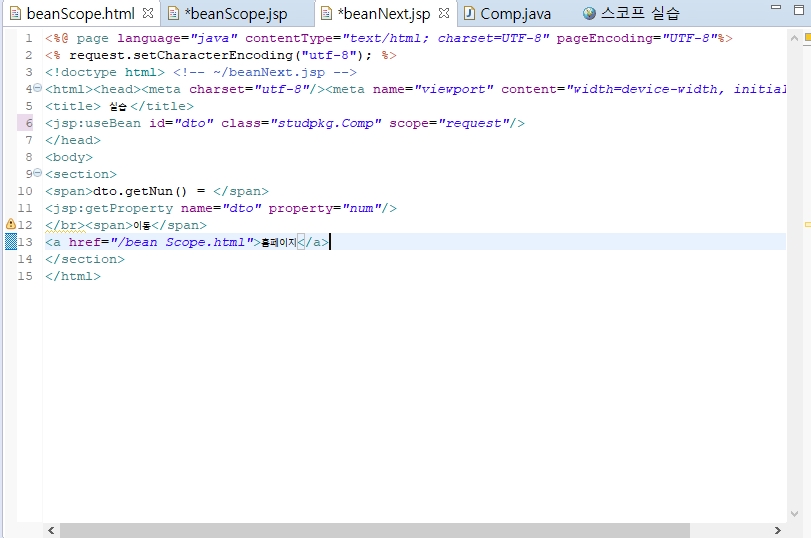 beanScope.html *beanScope.jsp *beanNext.jsp Comp.java 스코프 실습
1 <%@ page language="java" contentType="text/html; charset=UTF-8" pageEncoding="UTF-8"%>
2 <% request.setCharacterEncoding("utf-8"); %>
3 <!doctype html> <!-- ~/beanNext.jsp -->
4 <html><head><meta charset="utf-8"/><meta name="viewport" content="width=device-width, initial
5 <title> 실습 </title>
6 <jsp:useBean id="dto" class="studpkg.Comp" scope="request"/>
7 </head>
8 <body>
9 <section>
10 <span>dto.getNun() = </span>
11 <jsp:getProperty name="dto" property="num"/>
12 </br><span>이동</span>
13 <a href="/bean Scope.html">홈페이지</a>
14 </section>
15 </html>